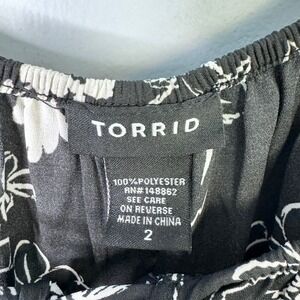 TORRID
100% POLYESTER
RN# 148862
SEE CARE
ON REVERSE
MADE IN CHINA
2